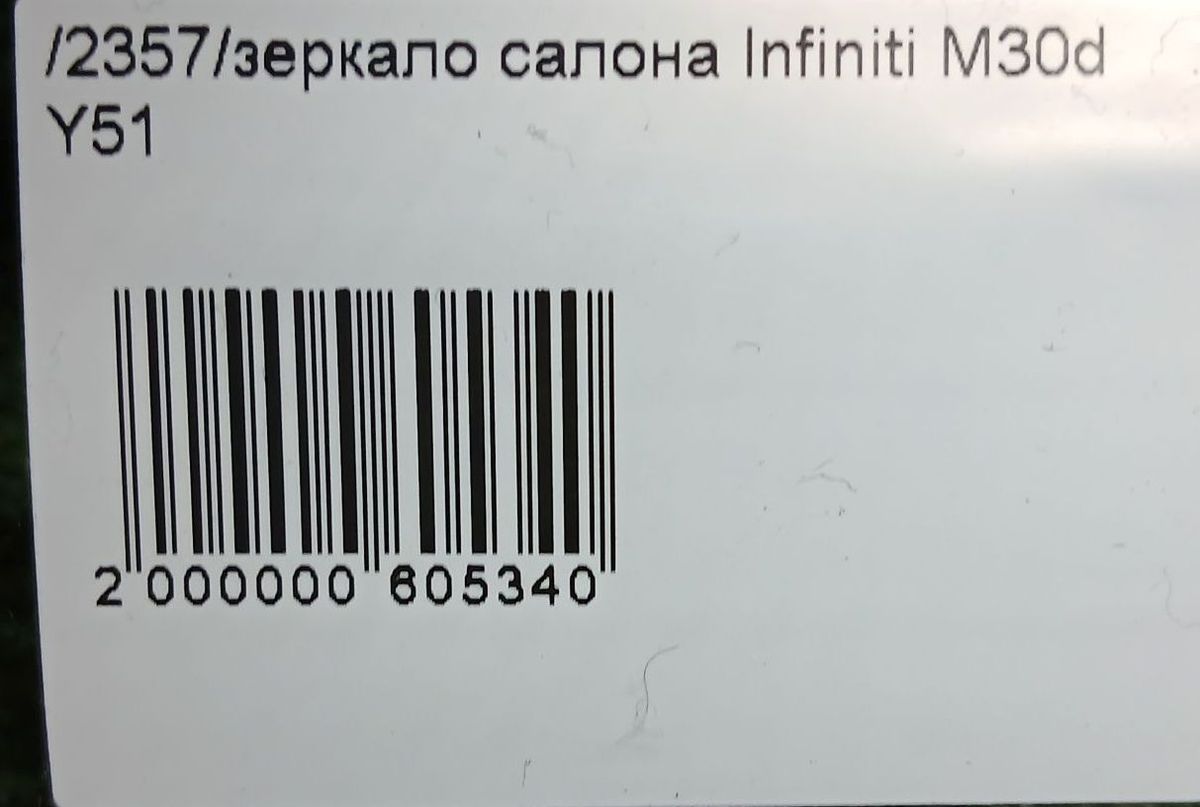 /2357/зеркало салона Infiniti M30d
Y51
2 000000 605340